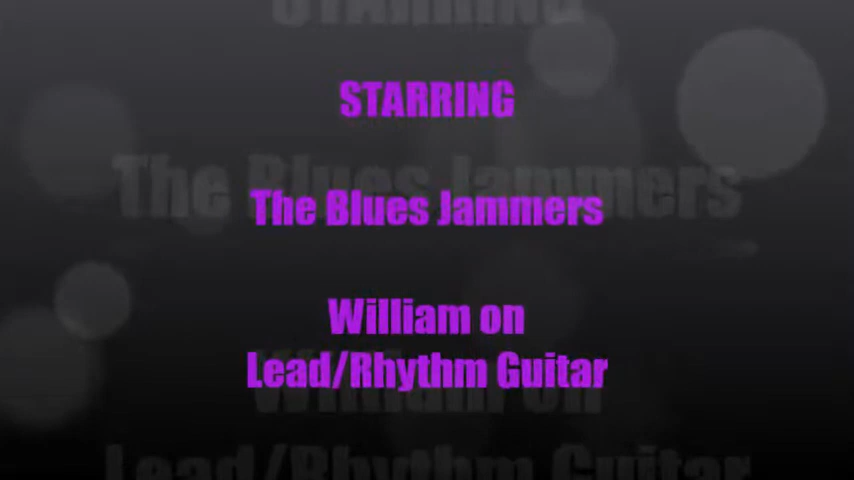 STARRING
The Blues Jammers
William on
Lead/Rhythm Guitar